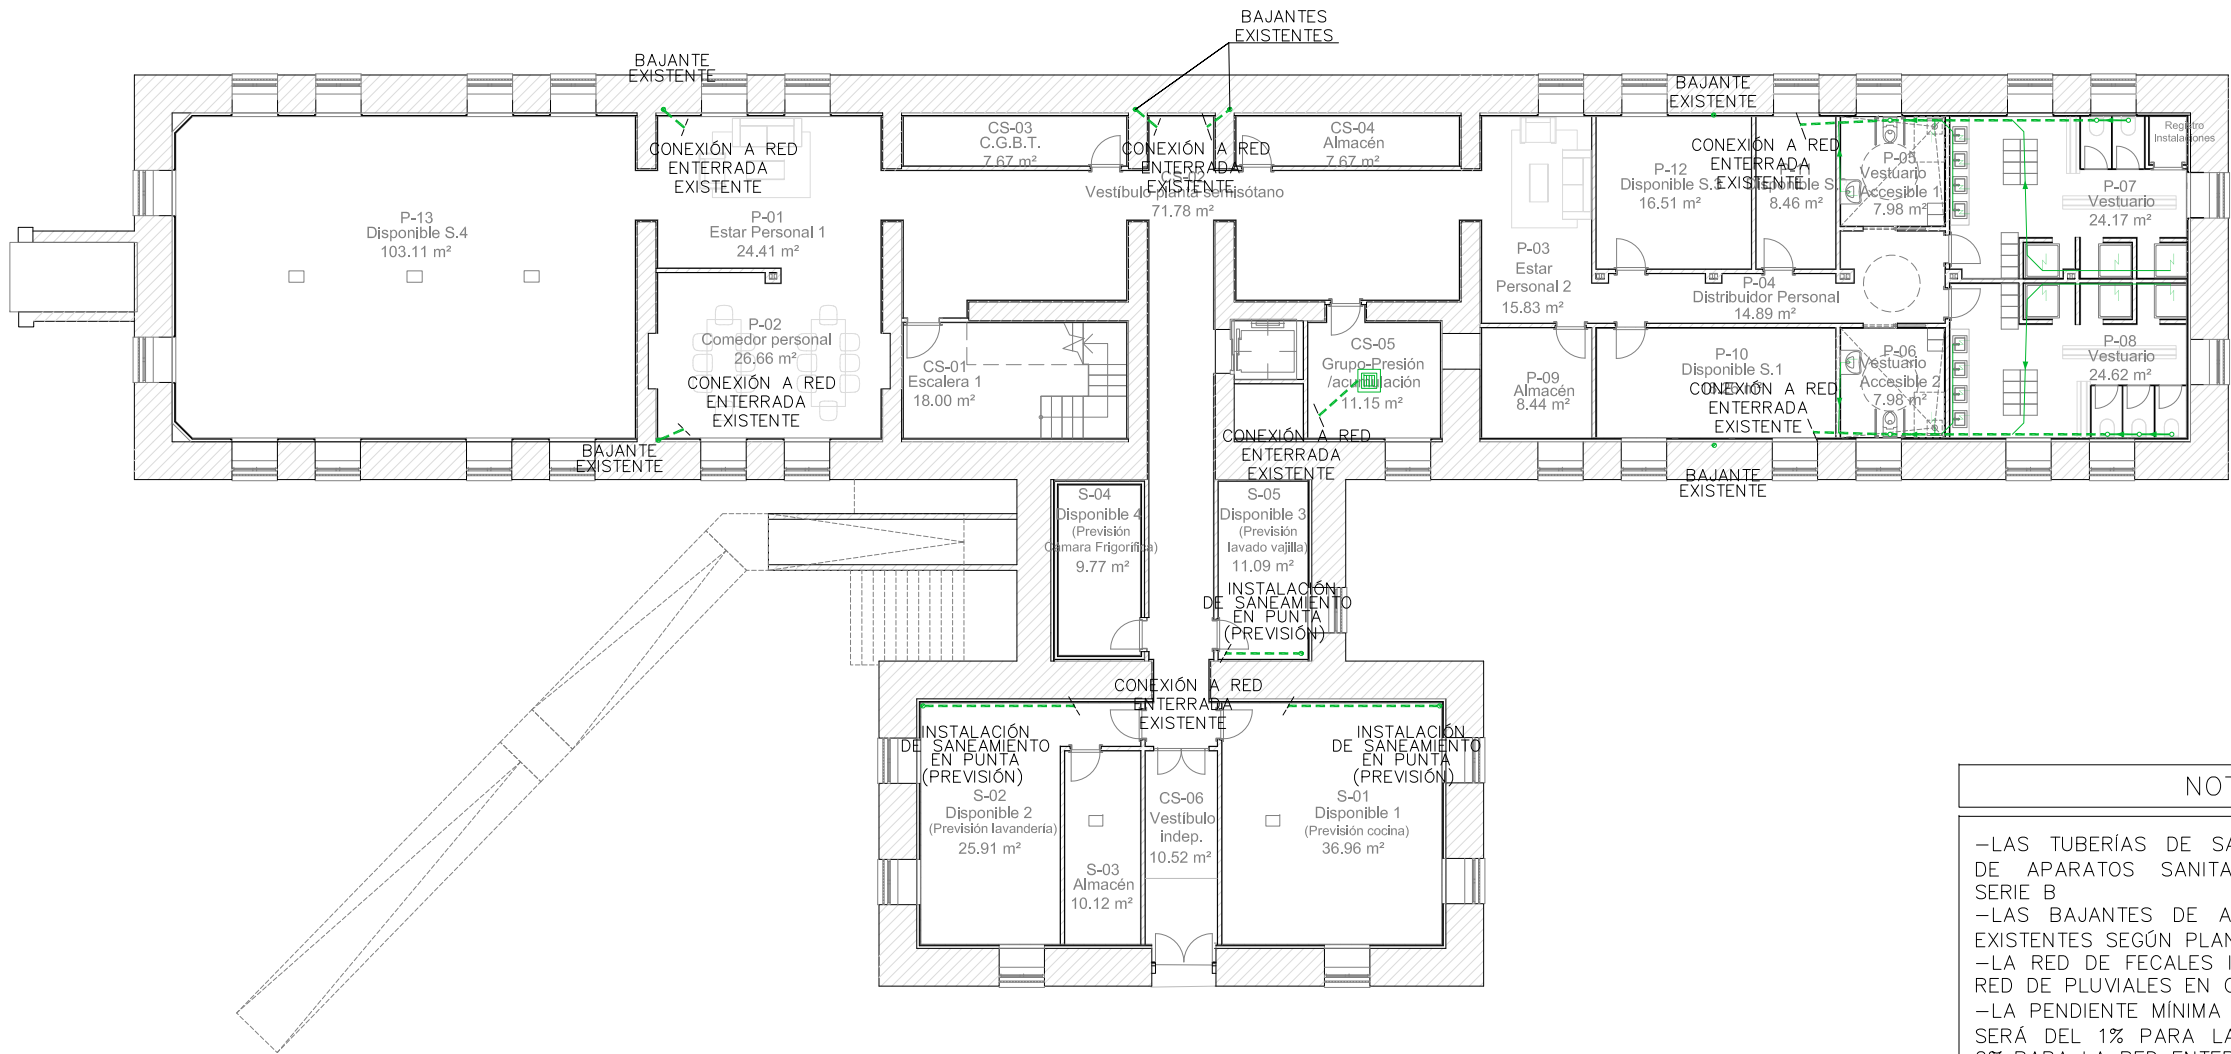 BAJANTES
EXISTENTES
BAJANTE
EXISTENTE
BAJANTE
EXISTENTE
CS-03
C.G.B.T.
7.67 m²
CS-04
Almacén
7.67 m²
CONEXIÓN A RED
ENTERRADA
EXISTENTE
CONEXIÓN A RED
ENTERRADA
EXISTENTE
CS-02
Vestíbulo planta semisótano
71.78 m²
P-13
Disponible S.4
103.11 m²
P-01
Estar Personal 1
24.41 m²
P-03
Estar
Personal 2
15.83 m²
P-12
Disponible S.3
16.51 m²
CONEXIÓN A RED
ENTERRADA
EXISTENTE
Disponible S.
8.46 m²
P-05
Vestuario
Accesible 1
7.98 m²
Registro
Instalaciones
P-07
Vestuario
24.17 m²
P-04
Distribuidor Personal
14.89 m²
P-02
Comedor personal
26.66 m²
CONEXIÓN A RED
ENTERRADA
EXISTENTE
BAJANTE
EXISTENTE
CS-01
Escalera 1
18.00 m²
CS-05
Grupo-Presión
/acumulación
11.15 m²
CONEXIÓN A RED
ENTERRADA
EXISTENTE
P-09
Almacén
8.44 m²
P-10
Disponible S.1
CONEXIÓN A RED
ENTERRADA
EXISTENTE
P-06
Vestuario
Accesible 2
7.98 m²
P-08
Vestuario
24.62 m²
BAJANTE
EXISTENTE
S-04
Disponible 4
(Previsión
Cámara Frigorífica)
9.77 m²
S-05
Disponible 3
(Previsión
lavado vajilla)
11.09 m²
INSTALACIÓN
DE SANEAMIENTO
EN PUNTA
(PREVISIÓN)
CONEXIÓN A RED
ENTERRADA
EXISTENTE
INSTALACIÓN
DE SANEAMIENTO
EN PUNTA
(PREVISIÓN)
S-02
Disponible 2
(Previsión lavandería)
25.91 m²
S-03
Almacén
10.12 m²
CS-06
Vestíbulo
indep.
10.52 m²
INSTALACIÓN
DE SANEAMIENTO
EN PUNTA
(PREVISIÓN)
S-01
Disponible 1
(Previsión cocina)
36.96 m²
NOT
-LAS TUBERÍAS DE SA
DE APARATOS SANITA
SERIE B
-LAS BAJANTES DE A
EXISTENTES SEGÚN PLAN
-LA RED DE FECALES I
RED DE PLUVIALES EN
-LA PENDIENTE MÍNIMA
SERÁ DEL 1% PARA LA
PARA LA RED